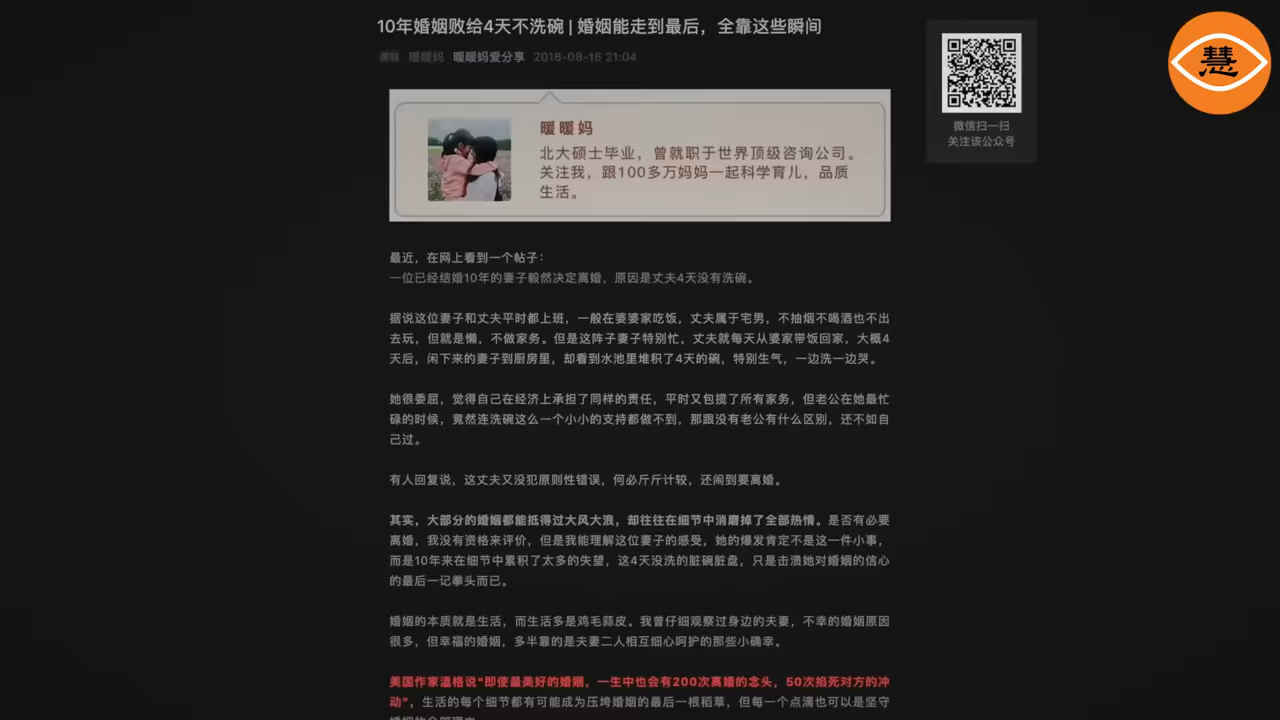 10年婚姻败给4天不洗碗 | 婚姻能走到最后，全靠这些瞬间
暖暖妈 暖暖妈爱分享 2018-08-16 21:04
慧
微信扫一扫
关注该公众号
暖暖妈
北大硕士毕业，曾就职于世界顶级咨询公司。
关注我，跟100多万妈妈一起科学育儿，品质
生活。
最近，在网上看到一个帖子：
一位已经结婚10年的妻子毅然决定离婚，原因是丈夫4天没有洗碗。
据说这位妻子和丈夫平时都上班，一般在婆婆家吃饭，丈夫属于宅男，不抽烟不喝酒也不出
去玩，但就是懒，不做家务。但是这阵子妻子特别忙，丈夫就每天从婆家带饭回家，大概4
天后，闲下来的妻子到厨房里，却看到水池里堆积了4天的碗，特别生气，一边洗一边哭。
她很委屈，觉得自己在经济上承担了同样的责任，平时又包揽了所有家务，但老公在她最忙
碌的时候，竟然连洗碗这么一个小小的支持都做不到，那跟没有老公有什么区别，还不如自
己过。
有人回复说，这丈夫又没犯原则性错误，何必斤斤计较，还闹到要离婚。
其实，大部分的婚姻都能抵得过大风大浪，却往往在细节中消磨掉了全部热情。是否有必要
离婚，我没有资格来评价，但是我能理解这位妻子的感受，她的爆发肯定不是这一件小事，
而是10年来在细节中累积了太多的失望，这4天没洗的脏碗脏盘，只是击溃她对婚姻的信心
的最后一记拳头而已。
婚姻的本质就是生活，而生活多是鸡毛蒜皮。我曾仔细观察过身边的夫妻，不幸的婚姻原因
很多，但幸福的婚姻，多半靠的是夫妻二人相互细心呵护的那些小确幸。
美国作家温格说"即使最美好的婚姻，一生中也会有200次离婚的念头，50次掐死对方的冲
动"，生活的每个细节都有可能成为压垮婚姻的最后一根稻草，但每一个点滴也可以是坚守